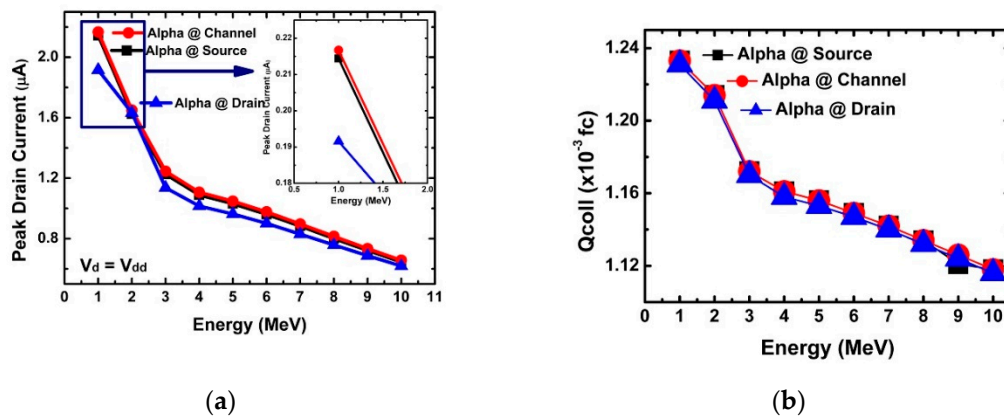 (a)
Alpha @ Channel
Alpha @ Source
Alpha @ Drain
Peak Drain Current (μA)
2.0
1.6
1.2
0.8
Vd = Vdd
0 1 2 3 4 5 6 7 8 9 10 11
Energy (MeV)
Peak Drain Current (μA)
0.22
0.21
0.20
0.19
0.18
0.5 1.0 1.5 2.0
Energy (MeV)
(b)
Alpha @ Source
Alpha @ Channel
Alpha @ Drain
Qcoll (x10⁻³ fc)
1.24
1.20
1.16
1.12
0 1 2 3 4 5 6 7 8 9 10
Energy (MeV)
(a)
(b)